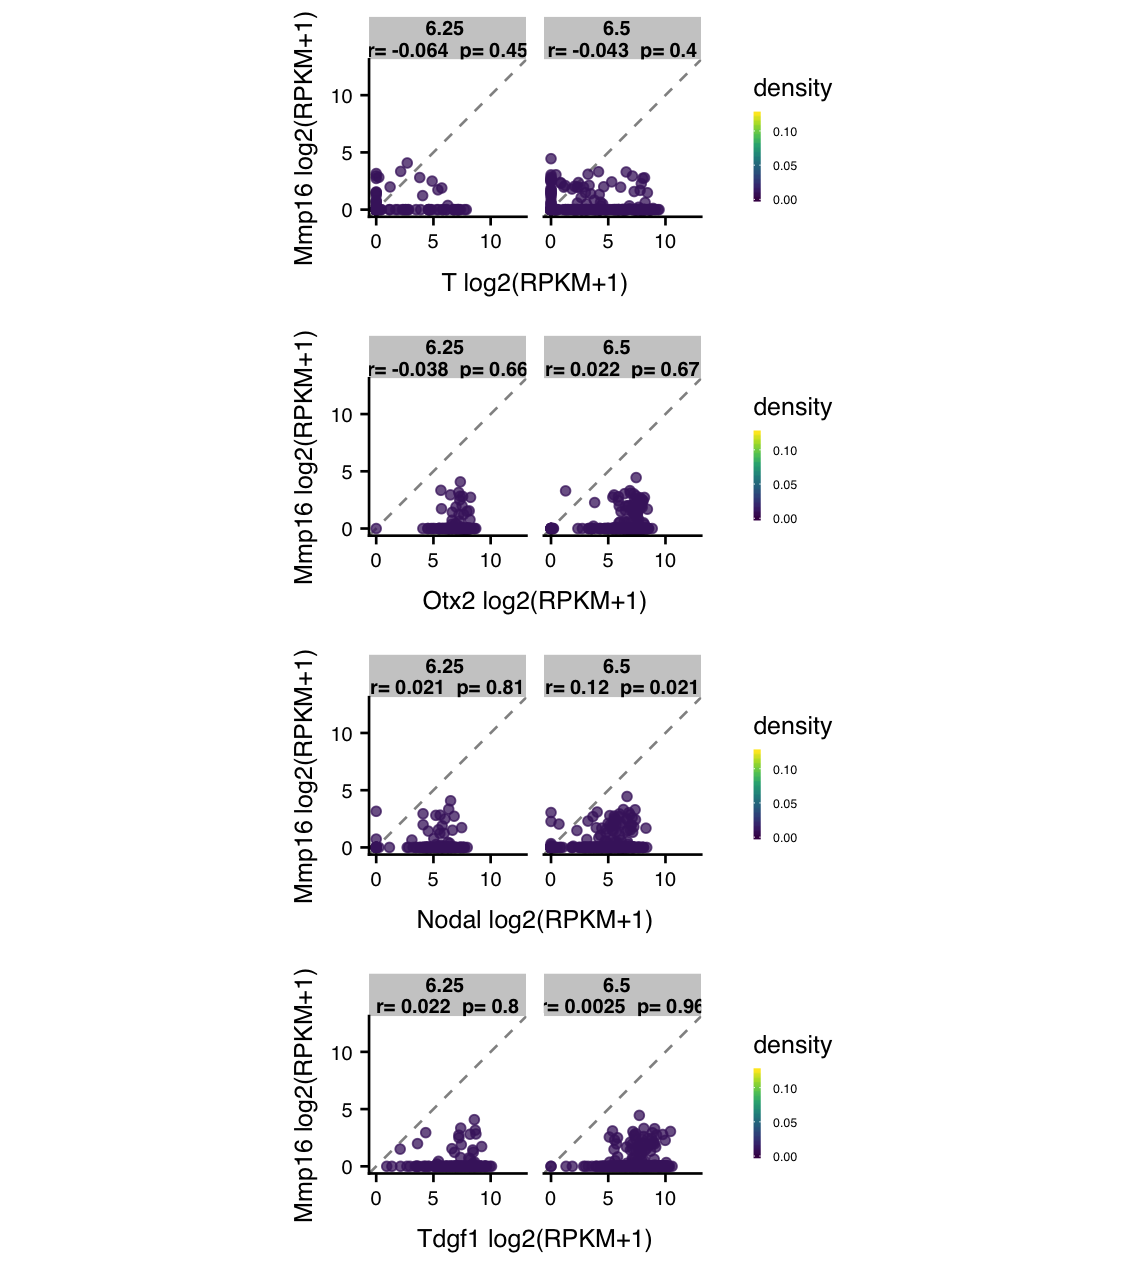 6.25
r= -0.064 p= 0.45
6.5
r= -0.043 p= 0.4
Mmp16 log2(RPKM+1)
10
5
0
0 5 10
0 5 10
T log2(RPKM+1)
density
0.10
0.05
0.00
6.25
r= -0.038 p= 0.66
6.5
r= 0.022 p= 0.67
Mmp16 log2(RPKM+1)
10
5
0
0 5 10
0 5 10
Otx2 log2(RPKM+1)
density
0.10
0.05
0.00
6.25
r= 0.021 p= 0.81
6.5
r= 0.12 p= 0.021
Mmp16 log2(RPKM+1)
10
5
0
0 5 10
0 5 10
Nodal log2(RPKM+1)
density
0.10
0.05
0.00
6.25
r= 0.022 p= 0.8
6.5
r= 0.0025 p= 0.96
Mmp16 log2(RPKM+1)
10
5
0
0 5 10
0 5 10
Tdgf1 log2(RPKM+1)
density
0.10
0.05
0.00